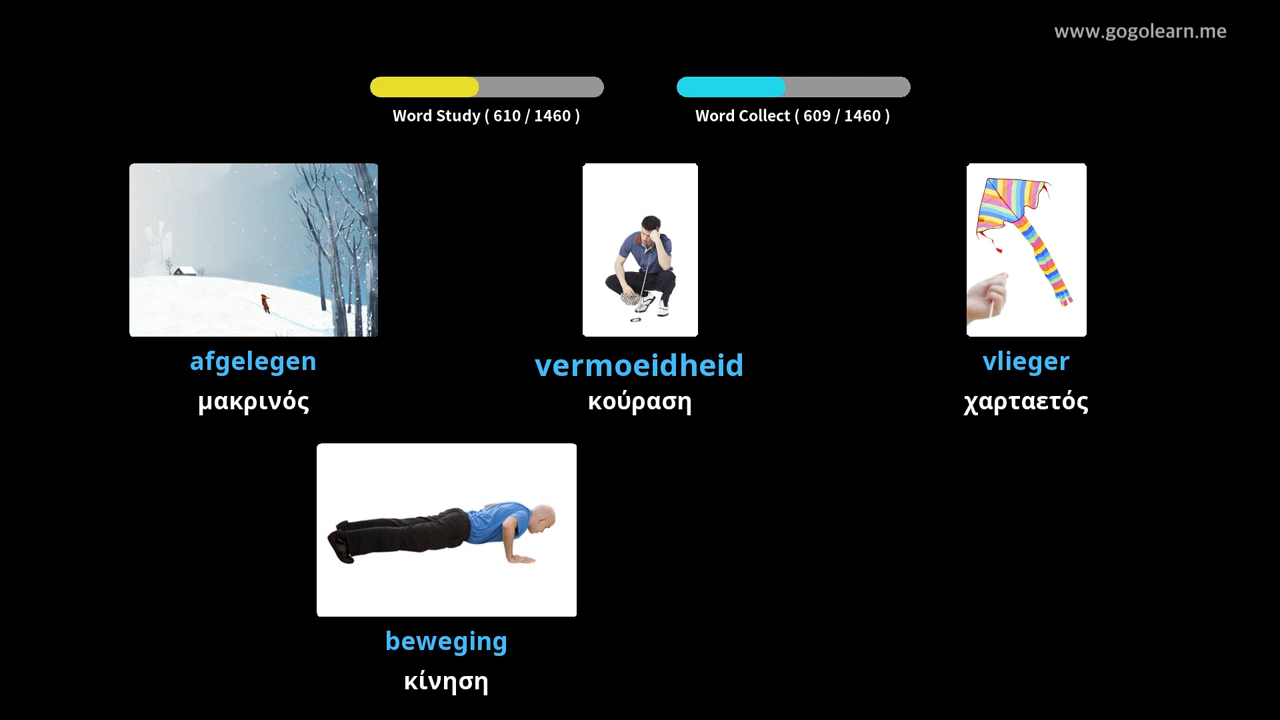 www.gogolearn.me
Word Study ( 610 / 1460 )
Word Collect ( 609 / 1460 )
afgelegen
μακρινός
vermoeidheid
κούραση
vlieger
χαρταετός
beweging
κίνηση